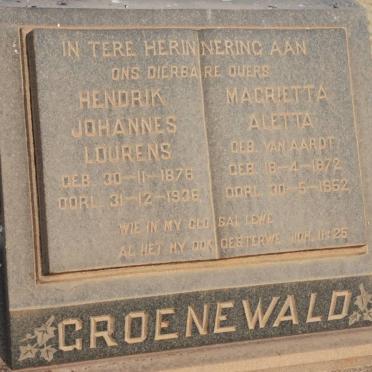 IN TERE HERINNERING AAN
ONS DIERBARE OUERS
HENDRIK
JOHANNES
LOURENS
GEB. 30-11-1876
OORL. 31-12-1936
MAGRIETTA
ALETTA
GEB. VAN AARDT
GEB. 18-4-1872
OORL. 30-5-1962
WIE IN MY GLO SAL LEWE
AL HET HY OOK GESTERWE JOH. 11:25
GROENEWALD